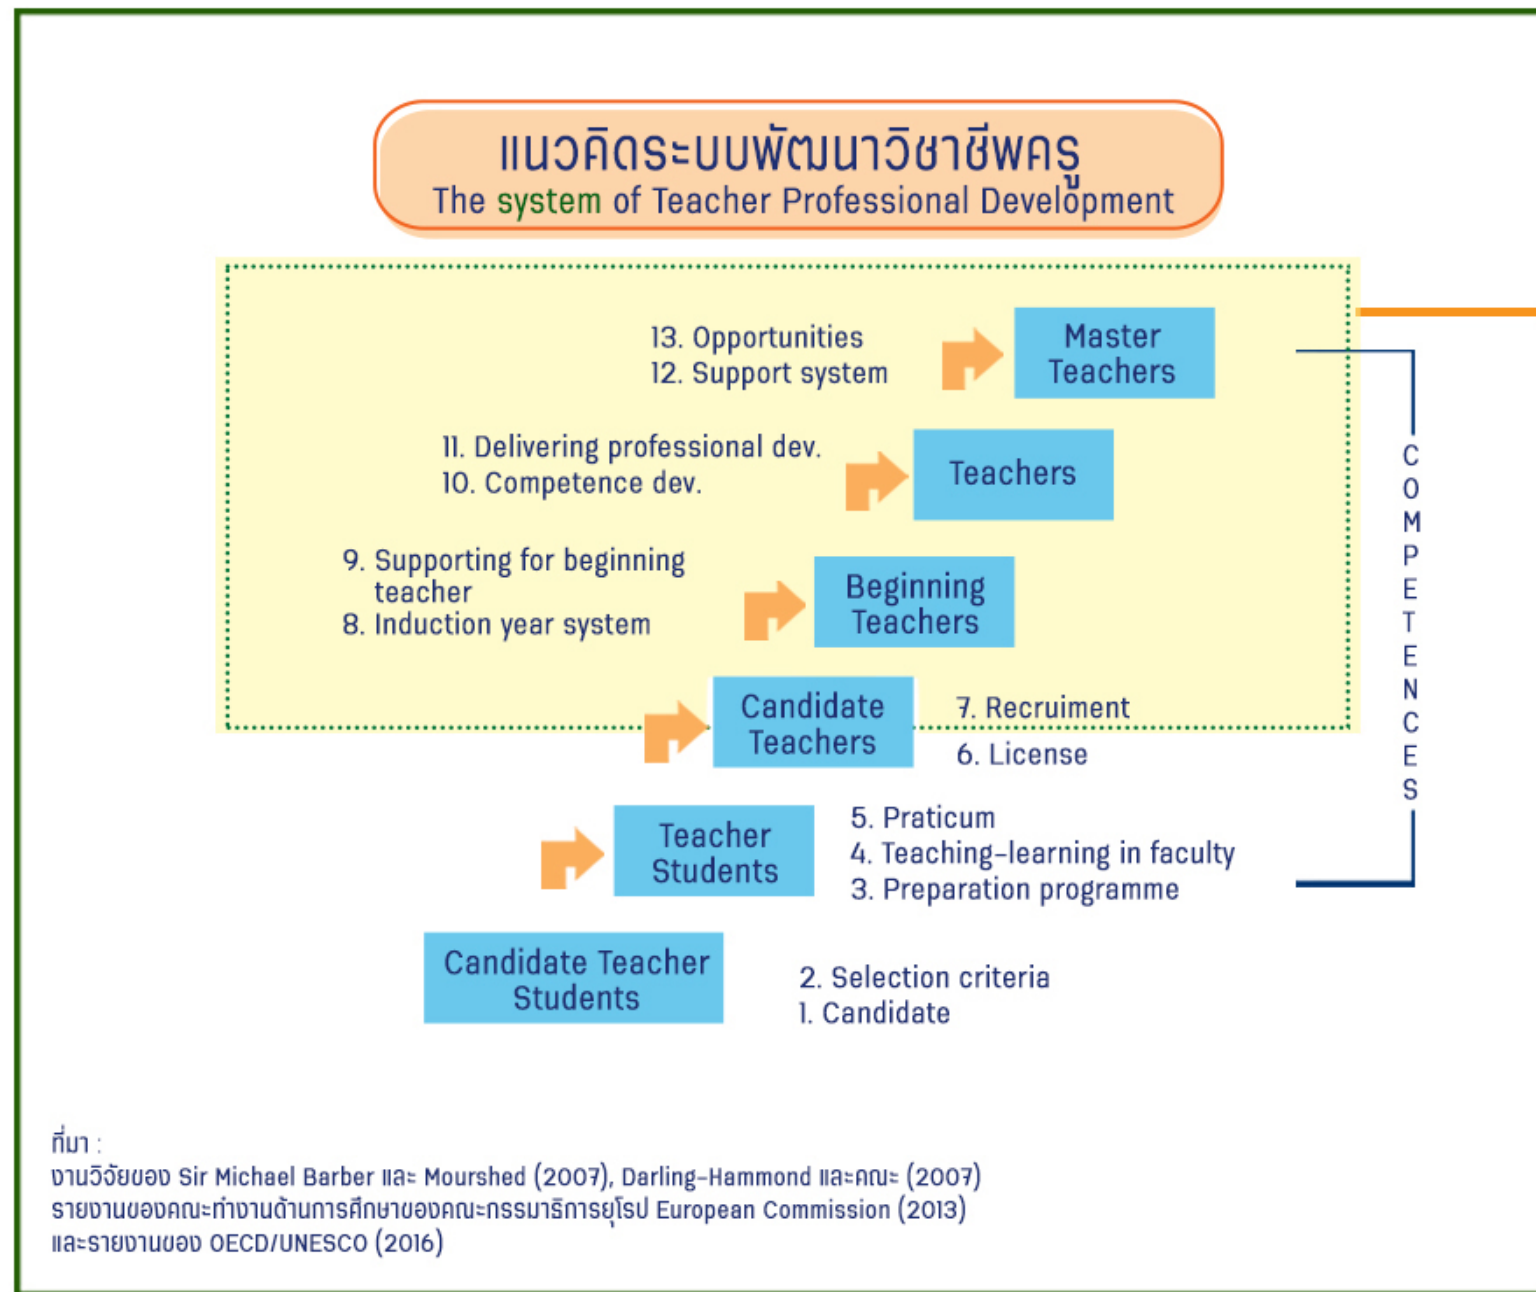 แนวคิดระบบพัฒนาวิชาชีพครู
The system of Teacher Professional Development
13. Opportunities
12. Support system
Master
Teachers
11. Delivering professional dev.
10. Competence dev.
Teachers
9. Supporting for beginning
teacher
8. Induction year system
Beginning
Teachers
Candidate
Teachers
7. Recruiment
6. License
Teacher
Students
5. Praticum
4. Teaching-learning in faculty
3. Preparation programme
Candidate Teacher
Students
2. Selection criteria
1. Candidate
COMPETENCES
ที่มา :
งานวิจัยของ Sir Michael Barber และ Mourshed (2007), Darling-Hammond และคณะ (2007)
รายงานของคณะทำงานด้านการศึกษาของคณะกรรมาธิการยุโรป European Commission (2013)
และรายงานของ OECD/UNESCO (2016)